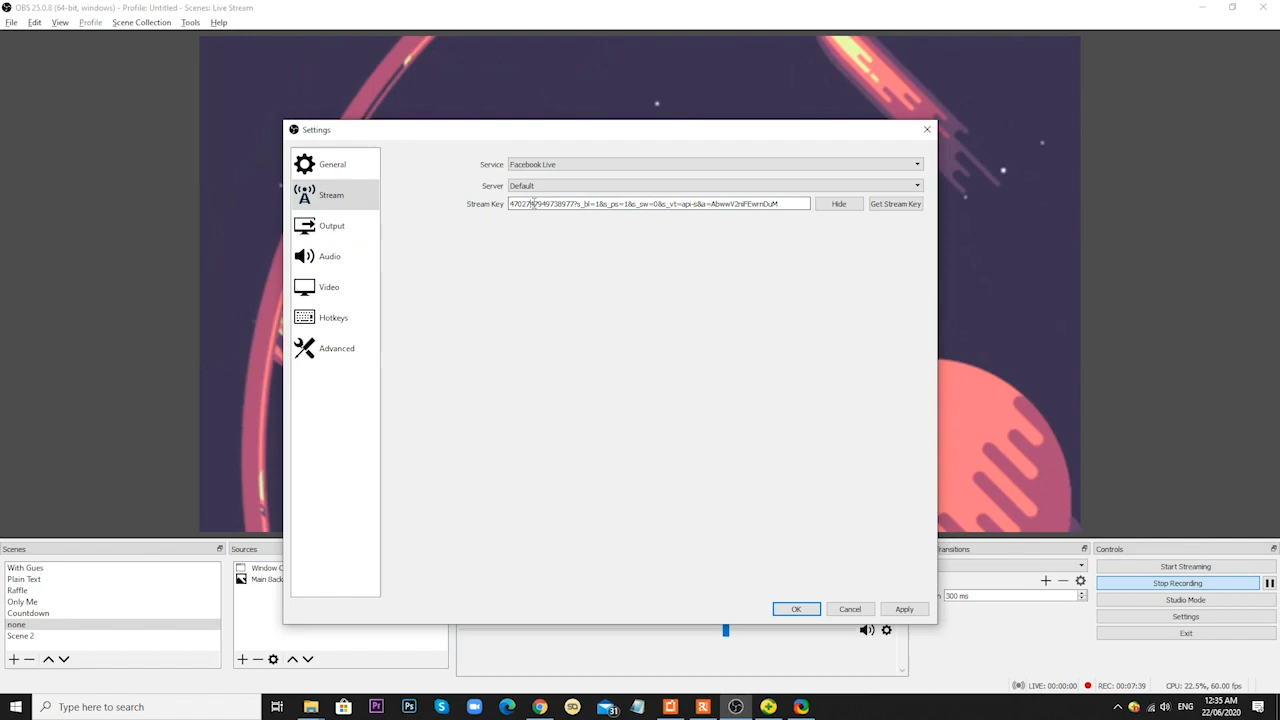 OBS 25.0.8 (64-bit, windows) - Profile: Untitled - Scenes: Live Stream
File Edit View Profile Scene Collection Tools Help
Settings
General
Stream
Output
Audio
Video
Hotkeys
Advanced
Service Facebook Live
Server Default
Stream Key Hide Get Stream Key
OK Cancel Apply
Scenes
With Gues
Plain Text
Raffle
Only Me
Countdown
none
Scene 2
Sources
Window C
Main Back
ransitions
n 300 ms
Controls
Start Streaming
Stop Recording
Studio Mode
Settings
Exit
LIVE: 00:00:00 REC: 00:07:39 CPU: 22.5%, 60.00 fps
Type here to search
31
ENG
12:35 AM
22/06/2020